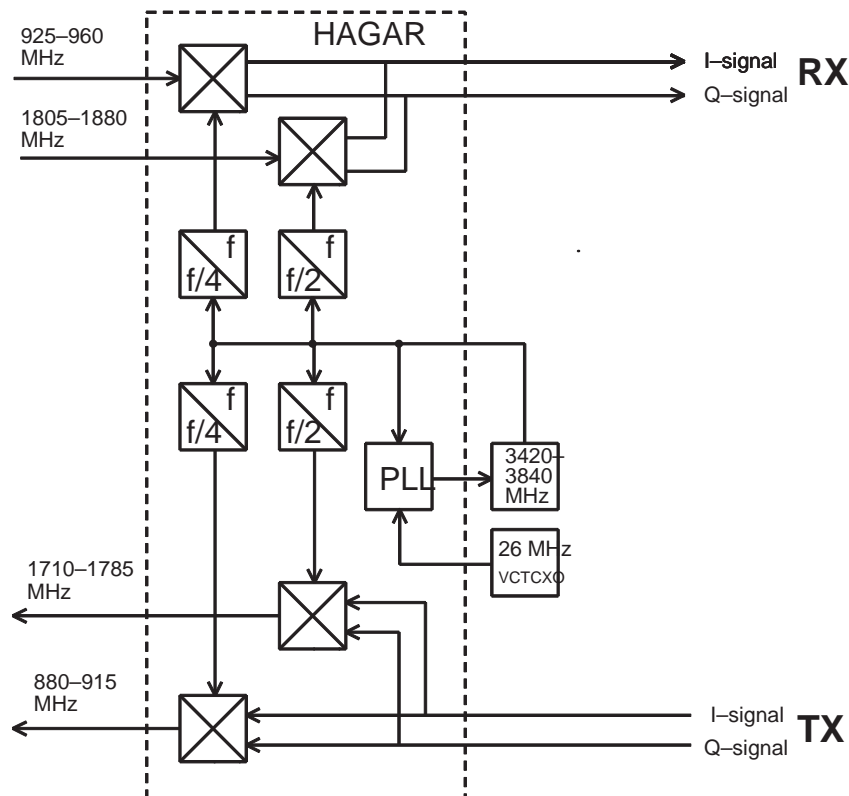 925–960
MHz
HAGAR
I–signal
RX
Q–signal
1805–1880
MHz
f
f/4
f
f/2
f
f/4
f
f/2
PLL
3420–
3840
MHz
26 MHz
VCTCXO
1710–1785
MHz
880–915
MHz
I–signal
TX
Q–signal